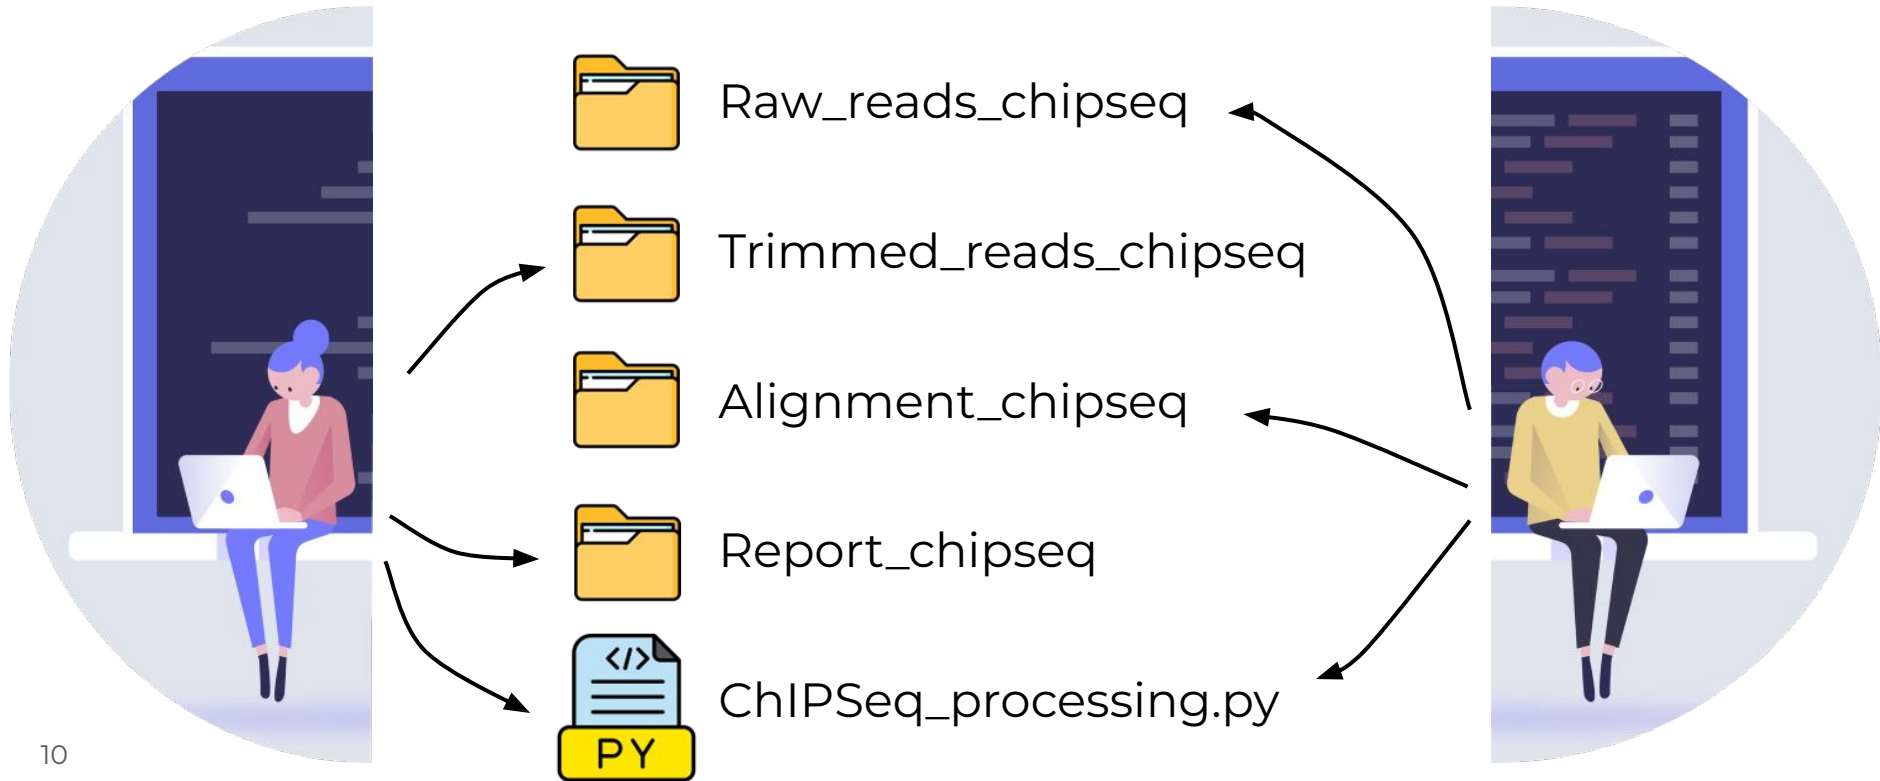 Raw_reads_chipseq
Trimmed_reads_chipseq
Alignment_chipseq
Report_chipseq
</>
ChIPSeq_processing.py
PY
10